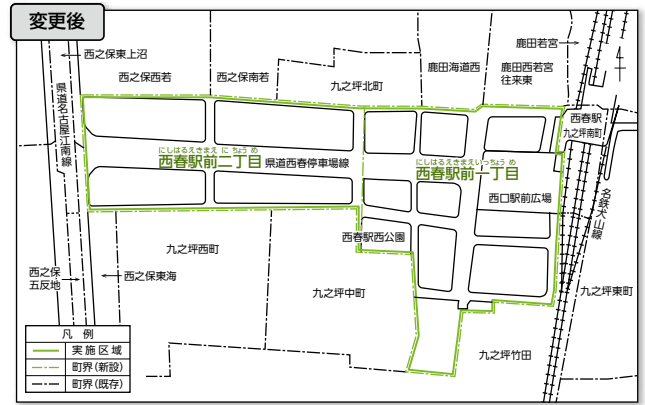 変更後
西之保東上沼
鹿田若宮
西之保西若
西之保南若
九之坪北町
鹿田海道西
鹿田西若宮
往来東
県道名古屋江南線
西春駅
九之坪南町
にしはるえきまえ に ちょう め
西春駅前二丁目
県道西春停車場線
にしはるえきまえいっちょう め
西春駅前一丁目
西口駅前広場
名鉄犬山線
西春駅西公園
九之坪西町
西之保
五反地
西之保東海
九之坪中町
九之坪東町
九之坪竹田
凡 例
実施区域
町界(新設)
町界(既存)